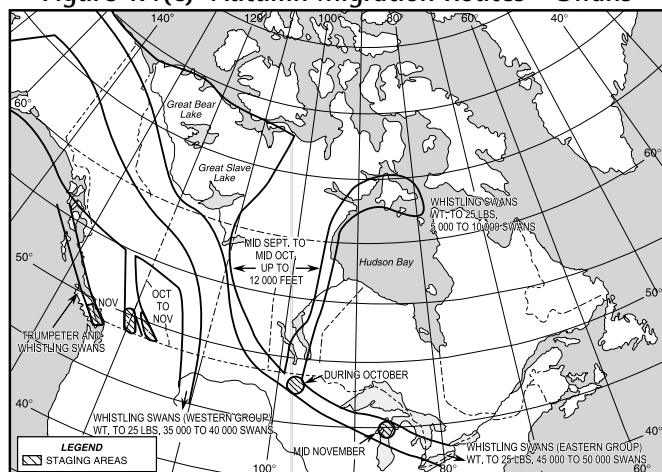 Figure 4.1(c) Autumn Migration Routes – Swans
140°
120°
100°
80°
60°
40°
60°
Great Bear
Lake
Great Slave
Lake
60°
WHISTLING SWANS
WT, TO 25 LBS,
5 000 TO 10 000 SWANS
MID SEPT. TO
MID OCT.
UP TO
12 000 FEET
Hudson Bay
50°
50°
NOV
OCT
TO
NOV
TRUMPETER AND
WHISTLING SWANS
DURING OCTOBER
40°
WHISTLING SWANS (WESTERN GROUP)
WT, TO 25 LBS, 35 000 TO 40 000 SWANS
40°
MID NOVEMBER
WHISTLING SWANS (EASTERN GROUP)
WT, TO 25 LBS, 45 000 TO 50 000 SWANS
LEGEND
STAGING AREAS
100°
80°
60°